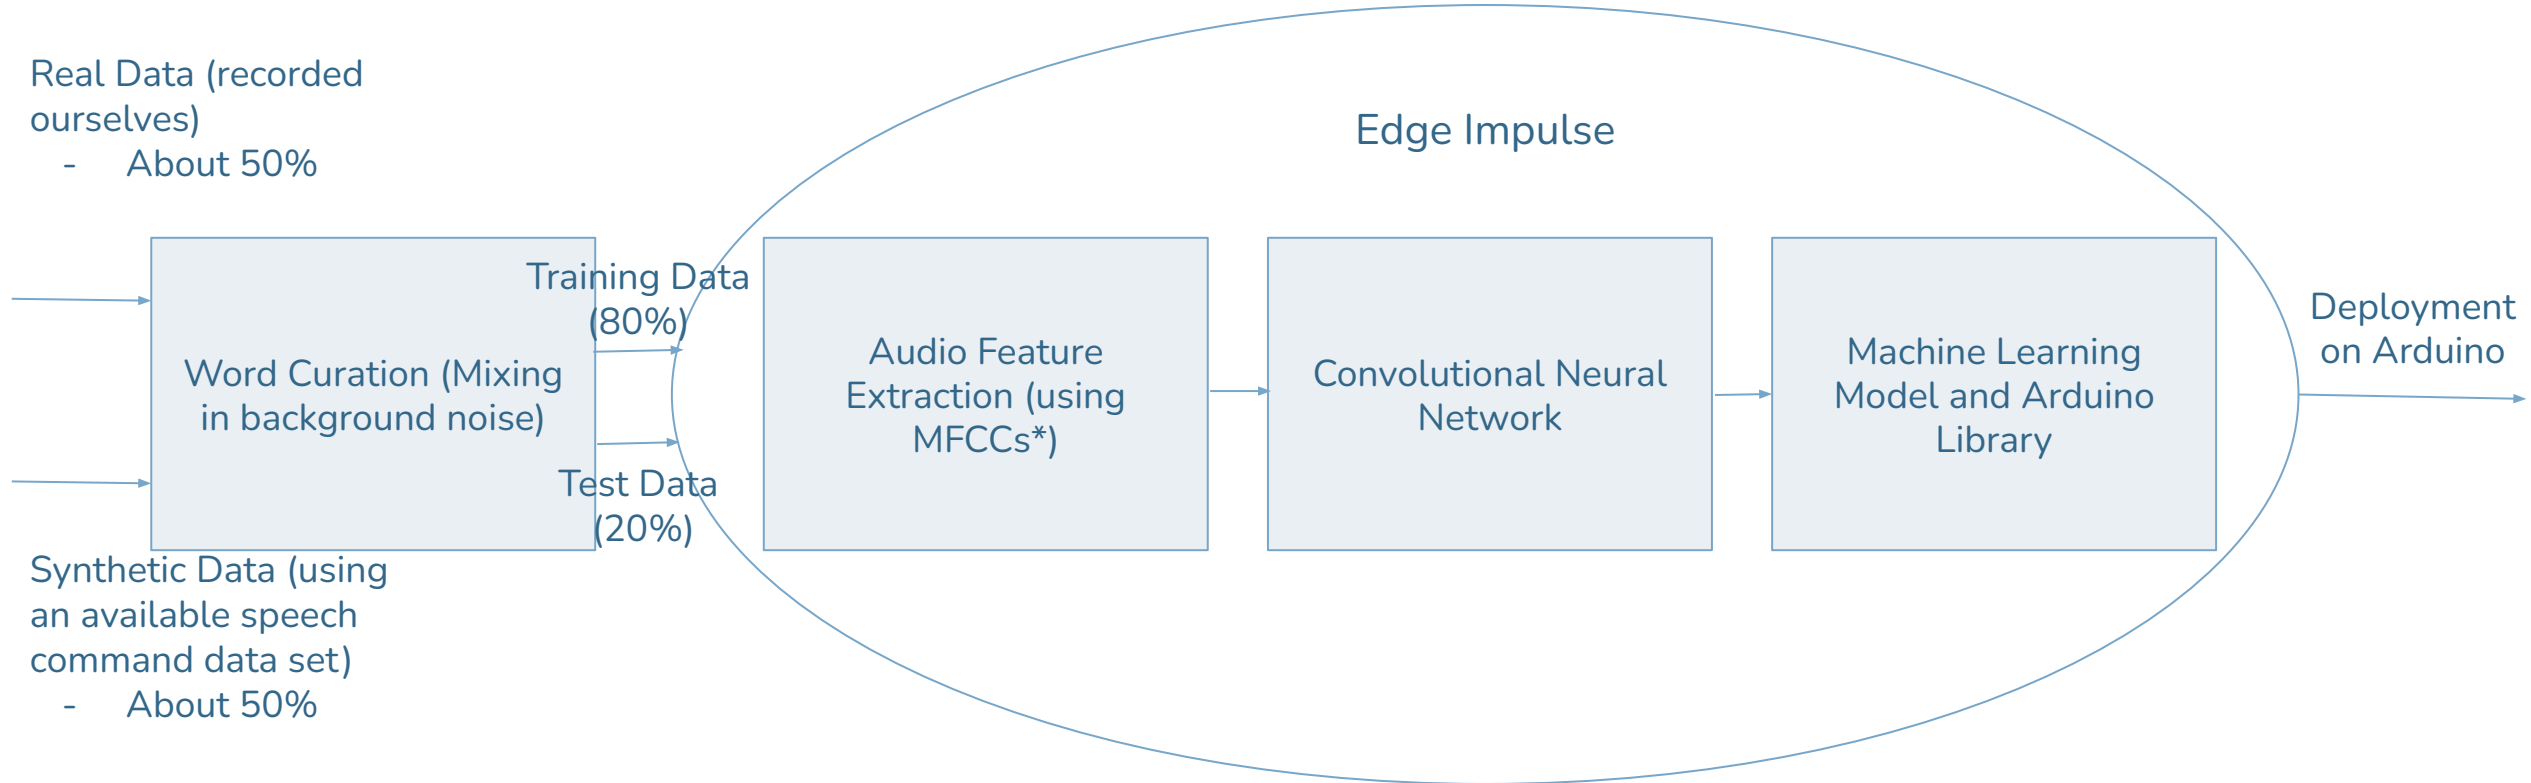 Real Data (recorded
ourselves)
- About 50%
Edge Impulse
Word Curation (Mixing
in background noise)
Training Data
(80%)
Test Data
(20%)
Audio Feature
Extraction (using
MFCCs*)
Convolutional Neural
Network
Machine Learning
Model and Arduino
Library
Deployment
on Arduino
Synthetic Data (using
an available speech
command data set)
- About 50%